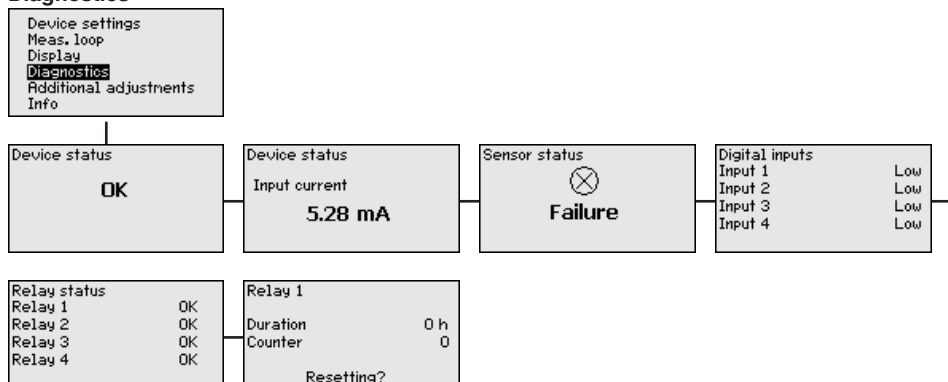 Diagnostics
Device settings
Meas. loop
Display
Diagnostics
Additional adjustments
Info
Device status
OK
Device status
Input current
5.28 mA
Sensor status
Failure
Digital inputs
Input 1 Low
Input 2 Low
Input 3 Low
Input 4 Low
Relay status
Relay 1 OK
Relay 2 OK
Relay 3 OK
Relay 4 OK
Relay 1
Duration 0 h
Counter 0
Resetting?